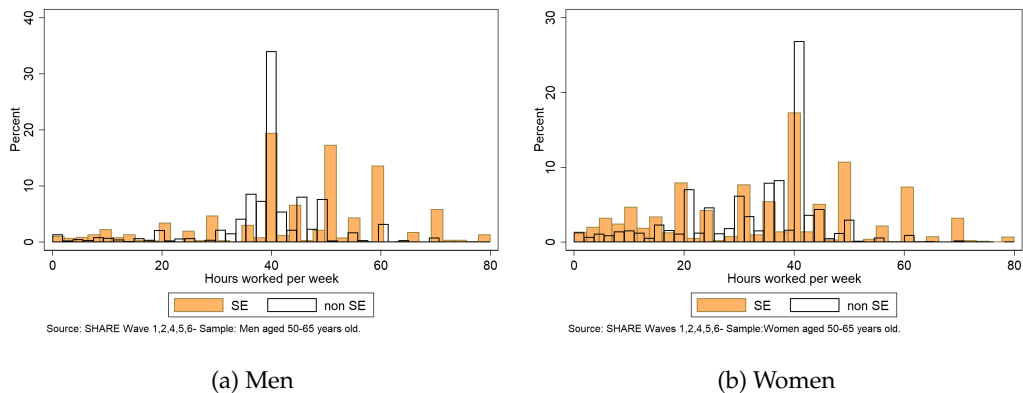 40
30
20
10
0
Percent
0 20 40 60 80
Hours worked per week
SE non SE
Source: SHARE Wave 1,2,4,5,6- Sample: Men aged 50-65 years old.
(a) Men
30
20
10
0
Percent
0 20 40 60 80
Hours worked per week
SE non SE
Source: SHARE Waves 1,2,4,5,6- Sample:Women aged 50-65 years old.
(b) Women